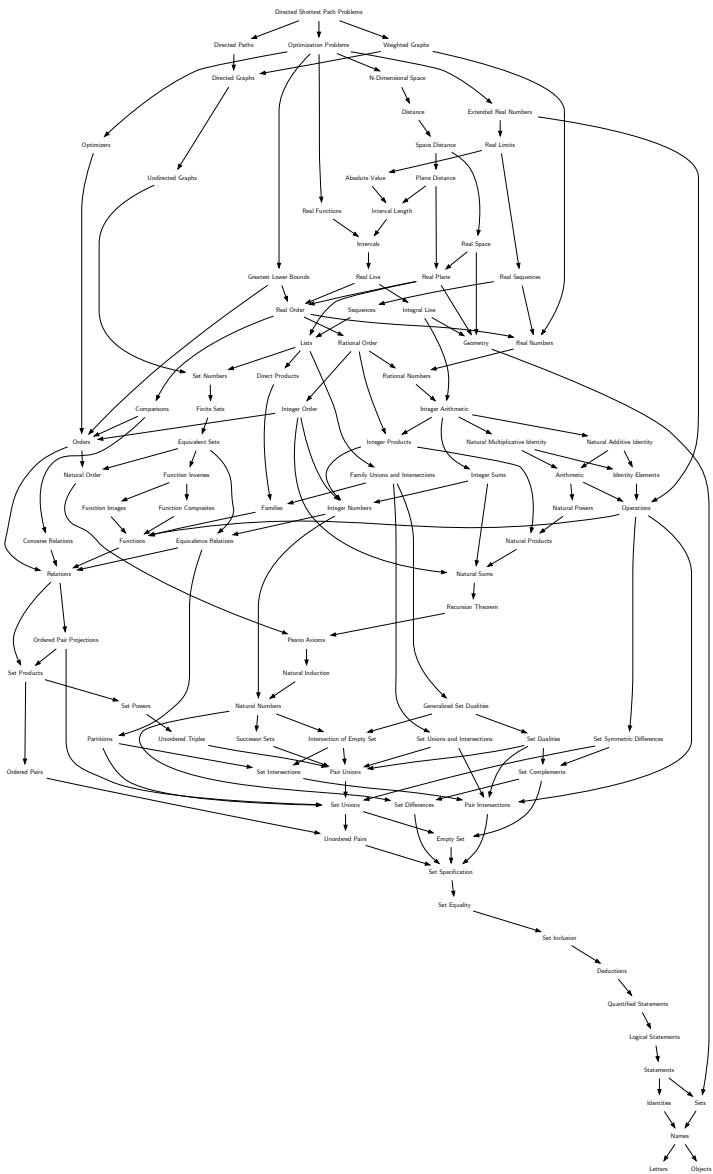 Directed Shortest Path Problems
Directed Paths
Optimization Problems
Weighted Graphs
Directed Graphs
N-Dimensional Space
Distance
Extended Real Numbers
Optimizers
Space Distance
Real Limits
Undirected Graphs
Absolute Value
Plane Distance
Real Functions
Interval Length
Intervals
Real Space
Greatest Lower Bounds
Real Line
Real Plane
Real Sequences
Real Order
Sequences
Integral Line
Lists
Rational Order
Geometry
Real Numbers
Set Numbers
Direct Products
Rational Numbers
Comparisons
Finite Sets
Integer Order
Integer Arithmetic
Orders
Equivalent Sets
Integer Products
Natural Multiplicative Identity
Natural Additive Identity
Natural Order
Function Inverses
Family Unions and Intersections
Integer Sums
Arithmetic
Identity Elements
Function Images
Function Composites
Families
Integer Numbers
Natural Powers
Operations
Converse Relations
Functions
Equivalence Relations
Natural Products
Relations
Natural Sums
Recursion Theorem
Ordered Pair Projections
Peano Axioms
Set Products
Natural Induction
Set Powers
Natural Numbers
Generalized Set Dualities
Partitions
Unordered Triples
Successor Sets
Intersection of Empty Set
Set Unions and Intersections
Set Dualities
Set Symmetric Differences
Ordered Pairs
Set Intersections
Pair Unions
Set Complements
Set Unions
Set Differences
Pair Intersections
Unordered Pairs
Empty Set
Set Specification
Set Equality
Set Inclusion
Deductions
Quantified Statements
Logical Statements
Statements
Identities
Sets
Names
Letters
Objects